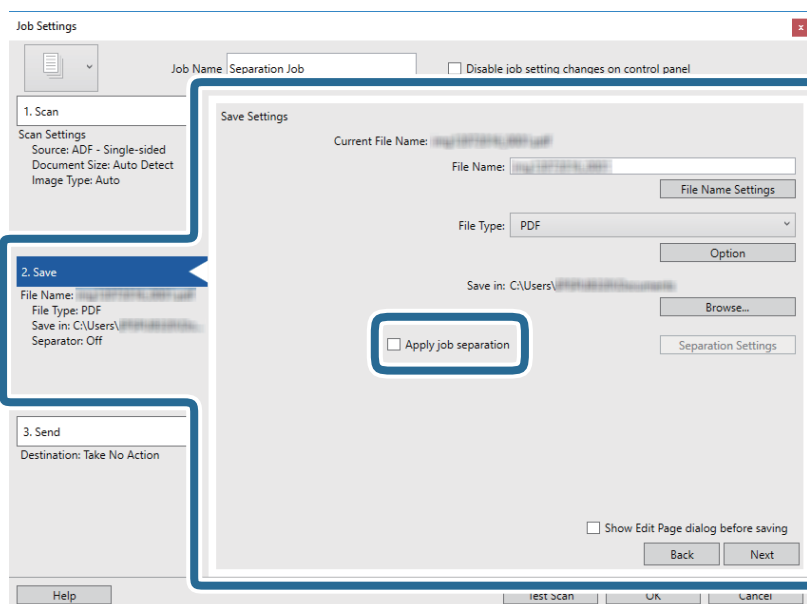 Job Settings
x
Job Name Separation Job
Disable job setting changes on control panel
1. Scan
Scan Settings
Source: ADF - Single-sided
Document Size: Auto Detect
Image Type: Auto
2. Save
File Name:
File Type: PDF
Save in: C:\Users\
Separator: Off
3. Send
Destination: Take No Action
Save Settings
Current File Name:
File Name:
File Name Settings
File Type: PDF
Option
Save in: C:\Users\
Browse...
Apply job separation
Separation Settings
Show Edit Page dialog before saving
Back Next
Help Test Scan OK Cancel